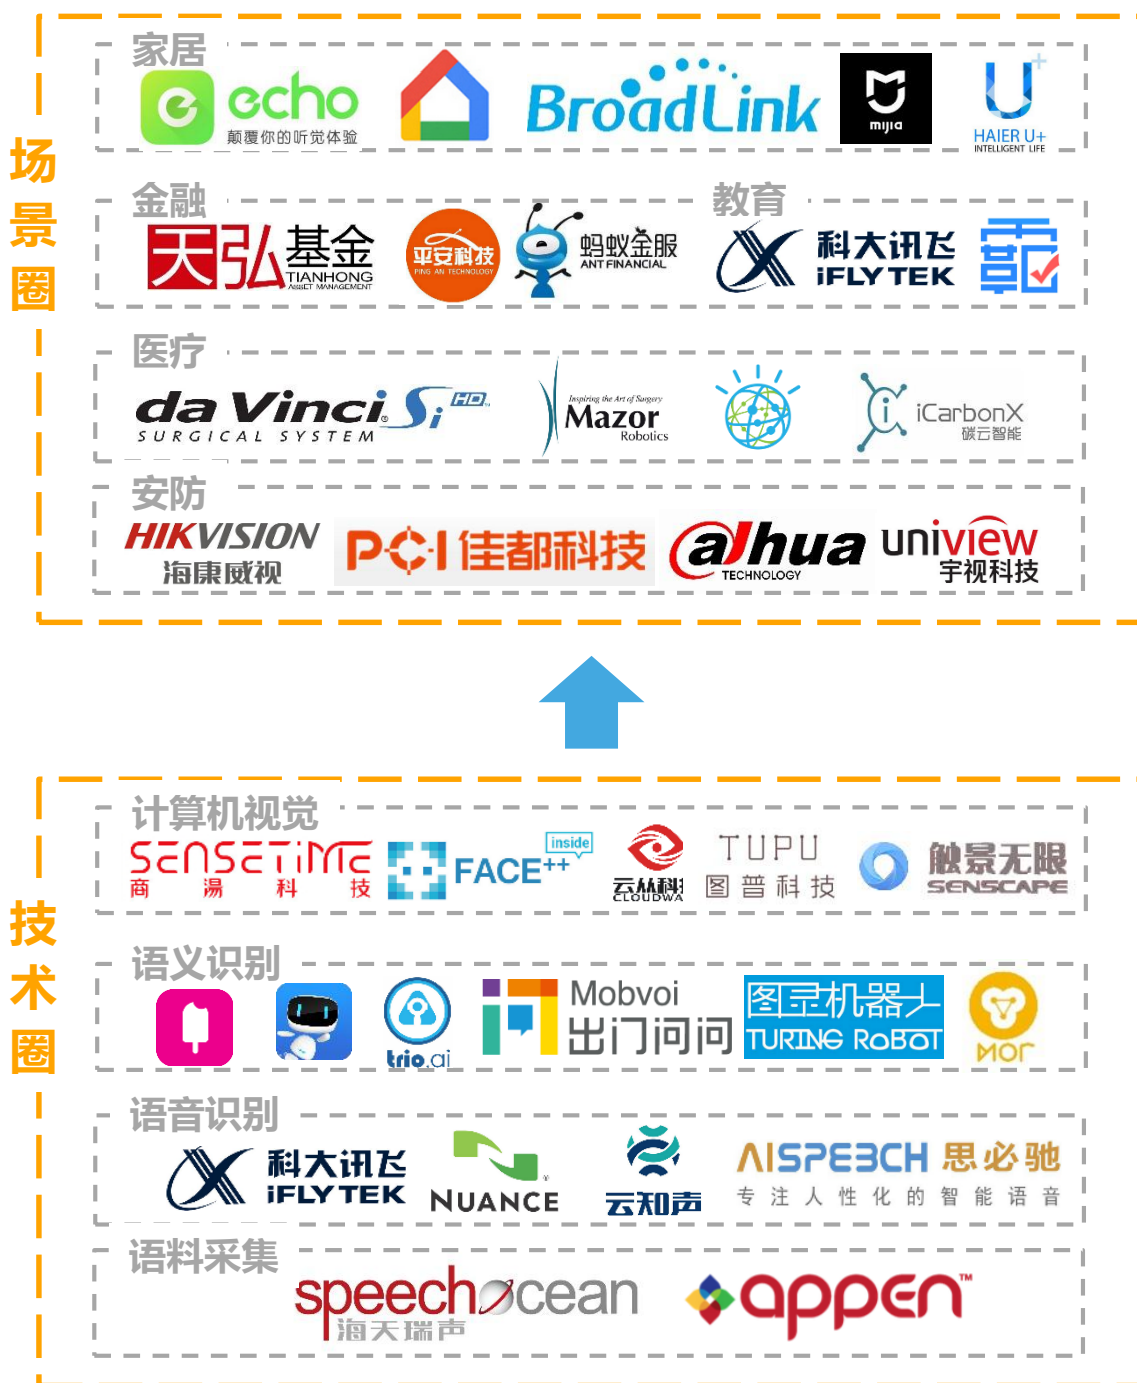 场景圈
家居
echo
颠覆你的听觉体验
BroadLink
mijia
U+
HAIER U+
INTELLIGENT LIFE
金融
天弘基金
TIANHONG
ASSET MANAGEMENT
平安科技
PING AN TECHNOLOGY
蚂蚁金服
ANT FINANCIAL
教育
科大讯飞
iFLYTEK
医疗
da Vinci Si HD
SURGICAL SYSTEM
Inspiring the Art of Surgery
Mazor
Robotics
iCarbonX
碳云智能
安防
HIKVISION
海康威视
PCI佳都科技
alhua
TECHNOLOGY
uniview
宇视科技
技术圈
计算机视觉
SENSETIME
商湯科技
FACE++
inside
云从科
CLOUDWA
TUPU
图普科技
触景无限
SENSCAPE
语义识别
trio.ai
Mobvoi
出门问问
图灵机器人
TURING ROBOT
MOR
语音识别
科大讯飞
iFLYTEK
NUANCE
云知声
AISPEECH 思必驰
专注人性化的智能语音
语料采集
speechocean
海天瑞声
appen™